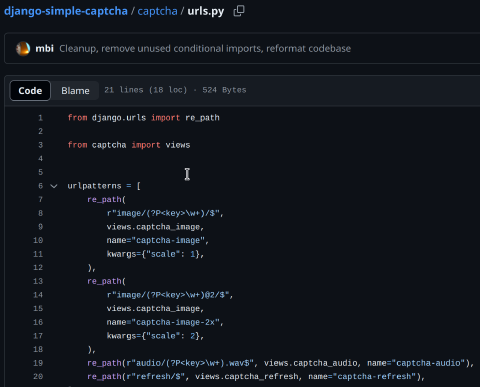 django-simple-captcha / captcha / urls.py
mbi Cleanup, remove unused conditional imports, reformat codebase
Code Blame 21 lines (18 loc) · 524 Bytes
1 from django.urls import re_path
2
3 from captcha import views
4
5
6 urlpatterns = [
7 re_path(
8 r"image/(?P<key>\w+)/$",
9 views.captcha_image,
10 name="captcha-image",
11 kwargs={"scale": 1},
12 ),
13 re_path(
14 r"image/(?P<key>\w+)@2/$",
15 views.captcha_image,
16 name="captcha-image-2x",
17 kwargs={"scale": 2},
18 ),
19 re_path(r"audio/(?P<key>\w+).wav$", views.captcha_audio, name="captcha-audio"),
20 re_path(r"refresh/$", views.captcha_refresh, name="captcha-refresh"),